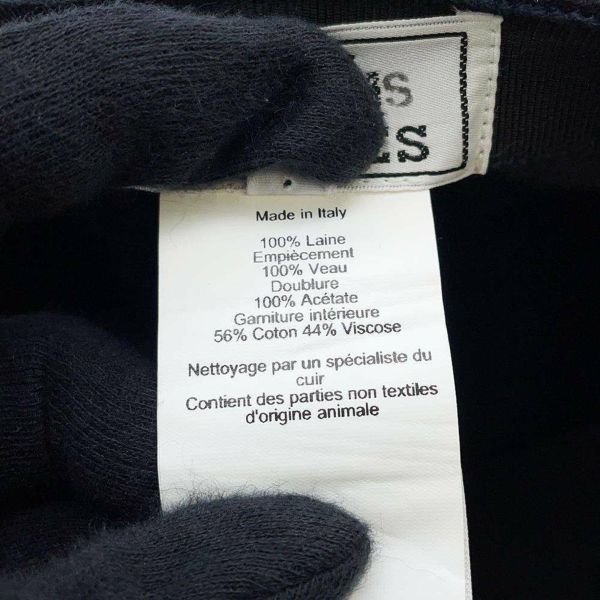 S
S
Made in Italy
100% Laine
Empiècement
100% Veau
Doublure
100% Acétate
Garniture intérieure
56% Coton 44% Viscose
Nettoyage par un spécialiste du
cuir
Contient des parties non textiles
d'origine animale